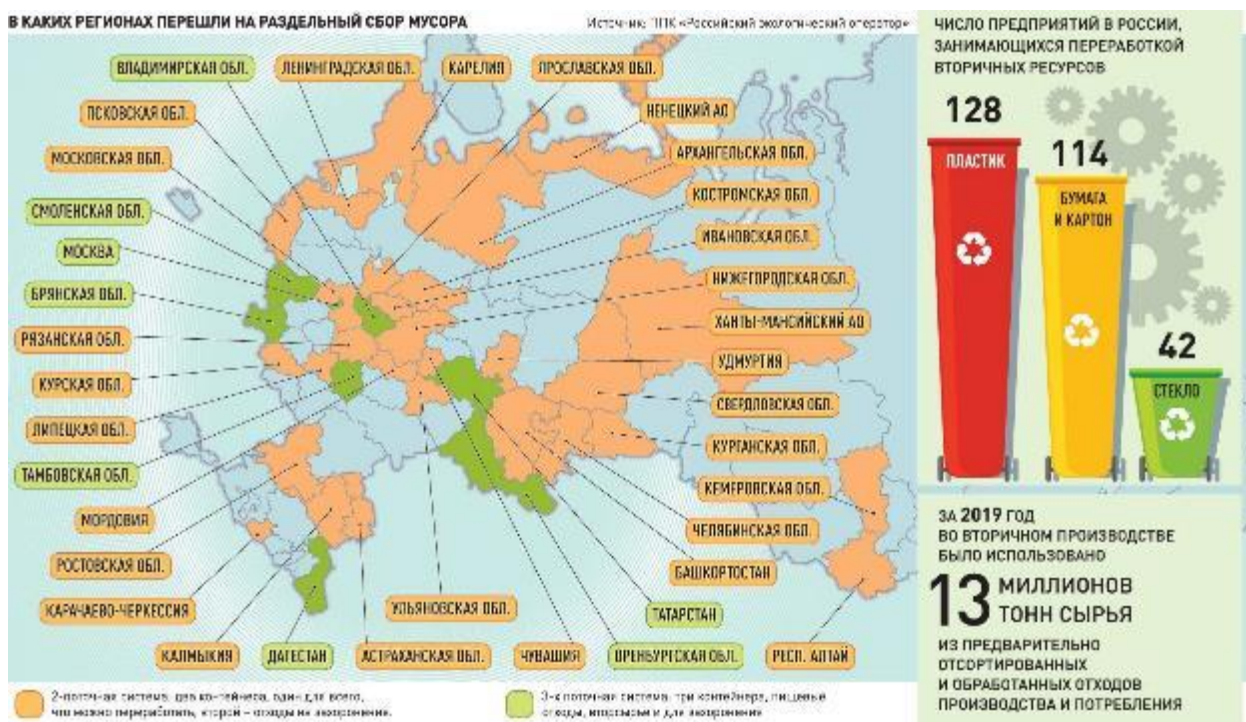 В КАКИХ РЕГИОНАХ ПЕРЕШЛИ НА РАЗДЕЛЬНЫЙ СБОР МУСОРА
Источник: ППК «Российский экологический оператор»
ВЛАДИМИРСКАЯ ОБЛ.
ЛЕНИНГРАДСКАЯ ОБЛ.
КАРЕЛИЯ
ЯРОСЛАВСКАЯ ОБЛ.
ПСКОВСКАЯ ОБЛ.
НЕНЕЦКИЙ АО
МОСКОВСКАЯ ОБЛ.
АРХАНГЕЛЬСКАЯ ОБЛ.
КОСТРОМСКАЯ ОБЛ.
СМОЛЕНСКАЯ ОБЛ.
ИВАНОВСКАЯ ОБЛ.
МОСКВА
НИЖЕГОРОДСКАЯ ОБЛ.
БРЯНСКАЯ ОБЛ.
ХАНТЫ-МАНСИЙСКИЙ АО
РЯЗАНСКАЯ ОБЛ.
УДМУРТИЯ
КУРСКАЯ ОБЛ.
СВЕРДЛОВСКАЯ ОБЛ.
ЛИПЕЦКАЯ ОБЛ.
КУРГАНСКАЯ ОБЛ.
ТАМБОВСКАЯ ОБЛ.
КЕМЕРОВСКАЯ ОБЛ.
МОРДОВИЯ
ЧЕЛЯБИНСКАЯ ОБЛ.
РОСТОВСКАЯ ОБЛ.
БАШКОРТОСТАН
КАРАЧАЕВО-ЧЕРКЕССИЯ
УЛЬЯНОВСКАЯ ОБЛ.
ТАТАРСТАН
КАЛМЫКИЯ
ДАГЕСТАН
АСТРАХАНСКАЯ ОБЛ.
ЧУВАШИЯ
ОРЕНБУРГСКАЯ ОБЛ.
РЕСП. АЛТАЙ
2-поточная система: два контейнера, один для всего,
что можно переработать, второй – отходы на захоронение.
3-х поточная система: три контейнера, пищевые
отходы, вторсырье и для захоронения
ЧИСЛО ПРЕДПРИЯТИЙ В РОССИИ,
ЗАНИМАЮЩИХСЯ ПЕРЕРАБОТКОЙ
ВТОРИЧНЫХ РЕСУРСОВ
128
ПЛАСТИК
114
БУМАГА
И КАРТОН
42
СТЕКЛО
ЗА 2019 ГОД
ВО ВТОРИЧНОМ ПРОИЗВОДСТВЕ
БЫЛО ИСПОЛЬЗОВАНО
13 МИЛЛИОНОВ
ТОНН СЫРЬЯ
ИЗ ПРЕДВАРИТЕЛЬНО
ОТСОРТИРОВАННЫХ
И ОБРАБОТАННЫХ ОТХОДОВ
ПРОИЗВОДСТВА И ПОТРЕБЛЕНИЯ